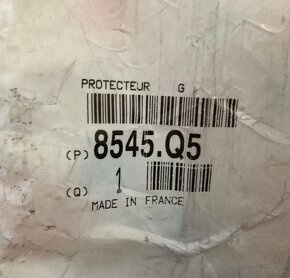 PROTECTEUR G
(P) 8545.Q5
(Q) 1
MADE IN FRANCE